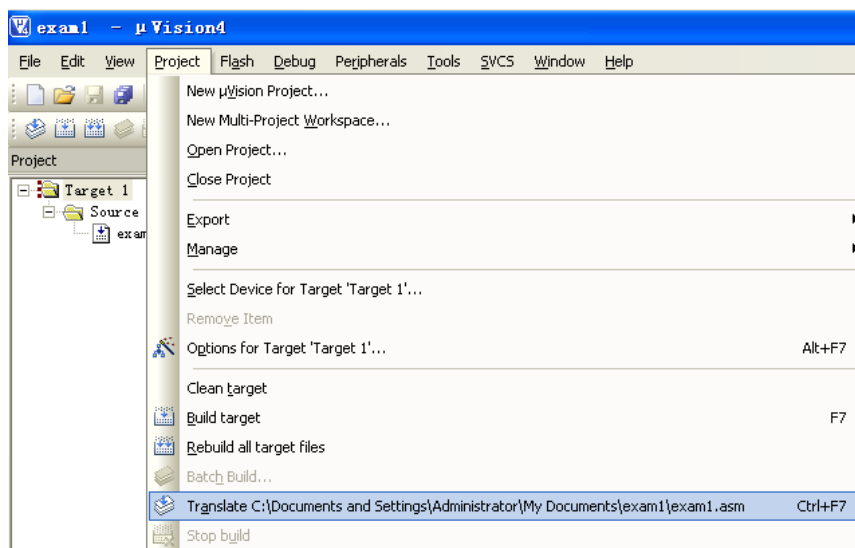 exam1 - µVision4
File Edit View Project Flash Debug Peripherals Tools SVCS Window Help
New µVision Project...
New Multi-Project Workspace...
Open Project...
Close Project
Export
Manage
Select Device for Target 'Target 1'...
Remove Item
Options for Target 'Target 1'... Alt+F7
Clean target
Build target F7
Rebuild all target files
Batch Build...
Translate C:\Documents and Settings\Administrator\My Documents\exam1\exam1.asm Ctrl+F7
Stop build
Project
Target 1
Source
exam